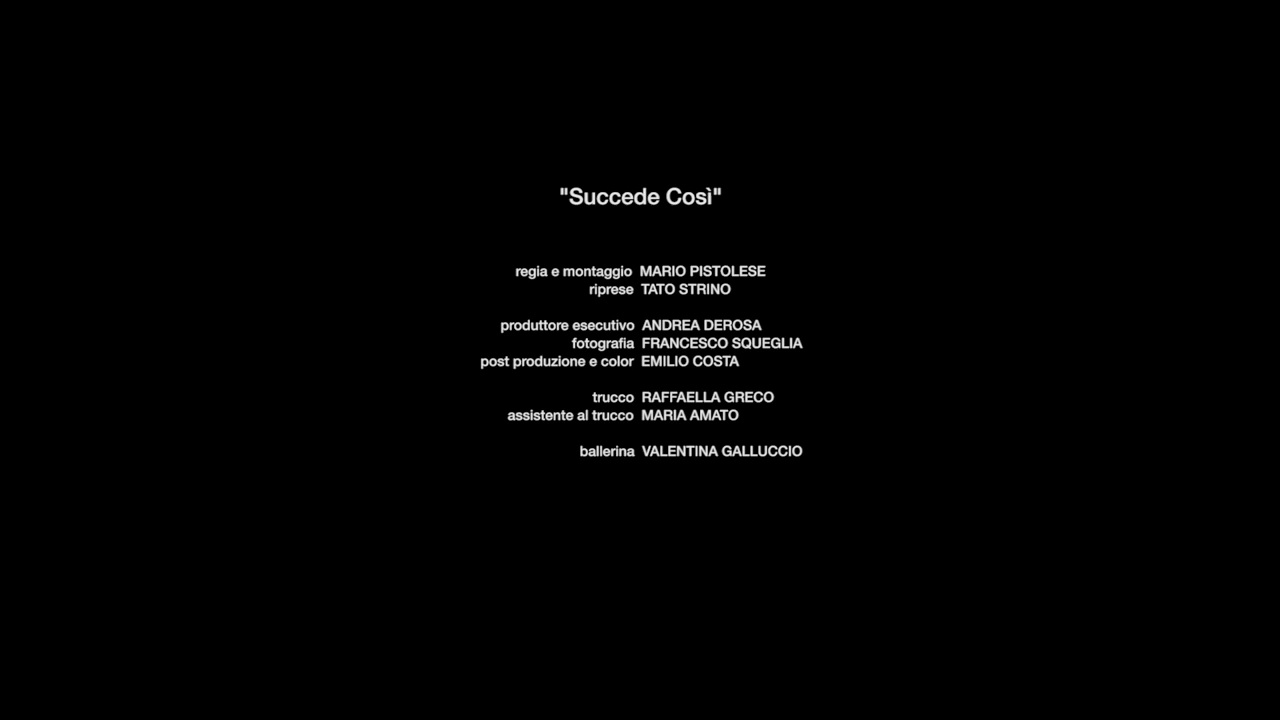 "Succede Così"
regia e montaggio MARIO PISTOLESE
riprese TATO STRINO
produttore esecutivo ANDREA DEROSA
fotografia FRANCESCO SQUEGLIA
post produzione e color EMILIO COSTA
trucco RAFFAELLA GRECO
assistente al trucco MARIA AMATO
ballerina VALENTINA GALLUCCIO